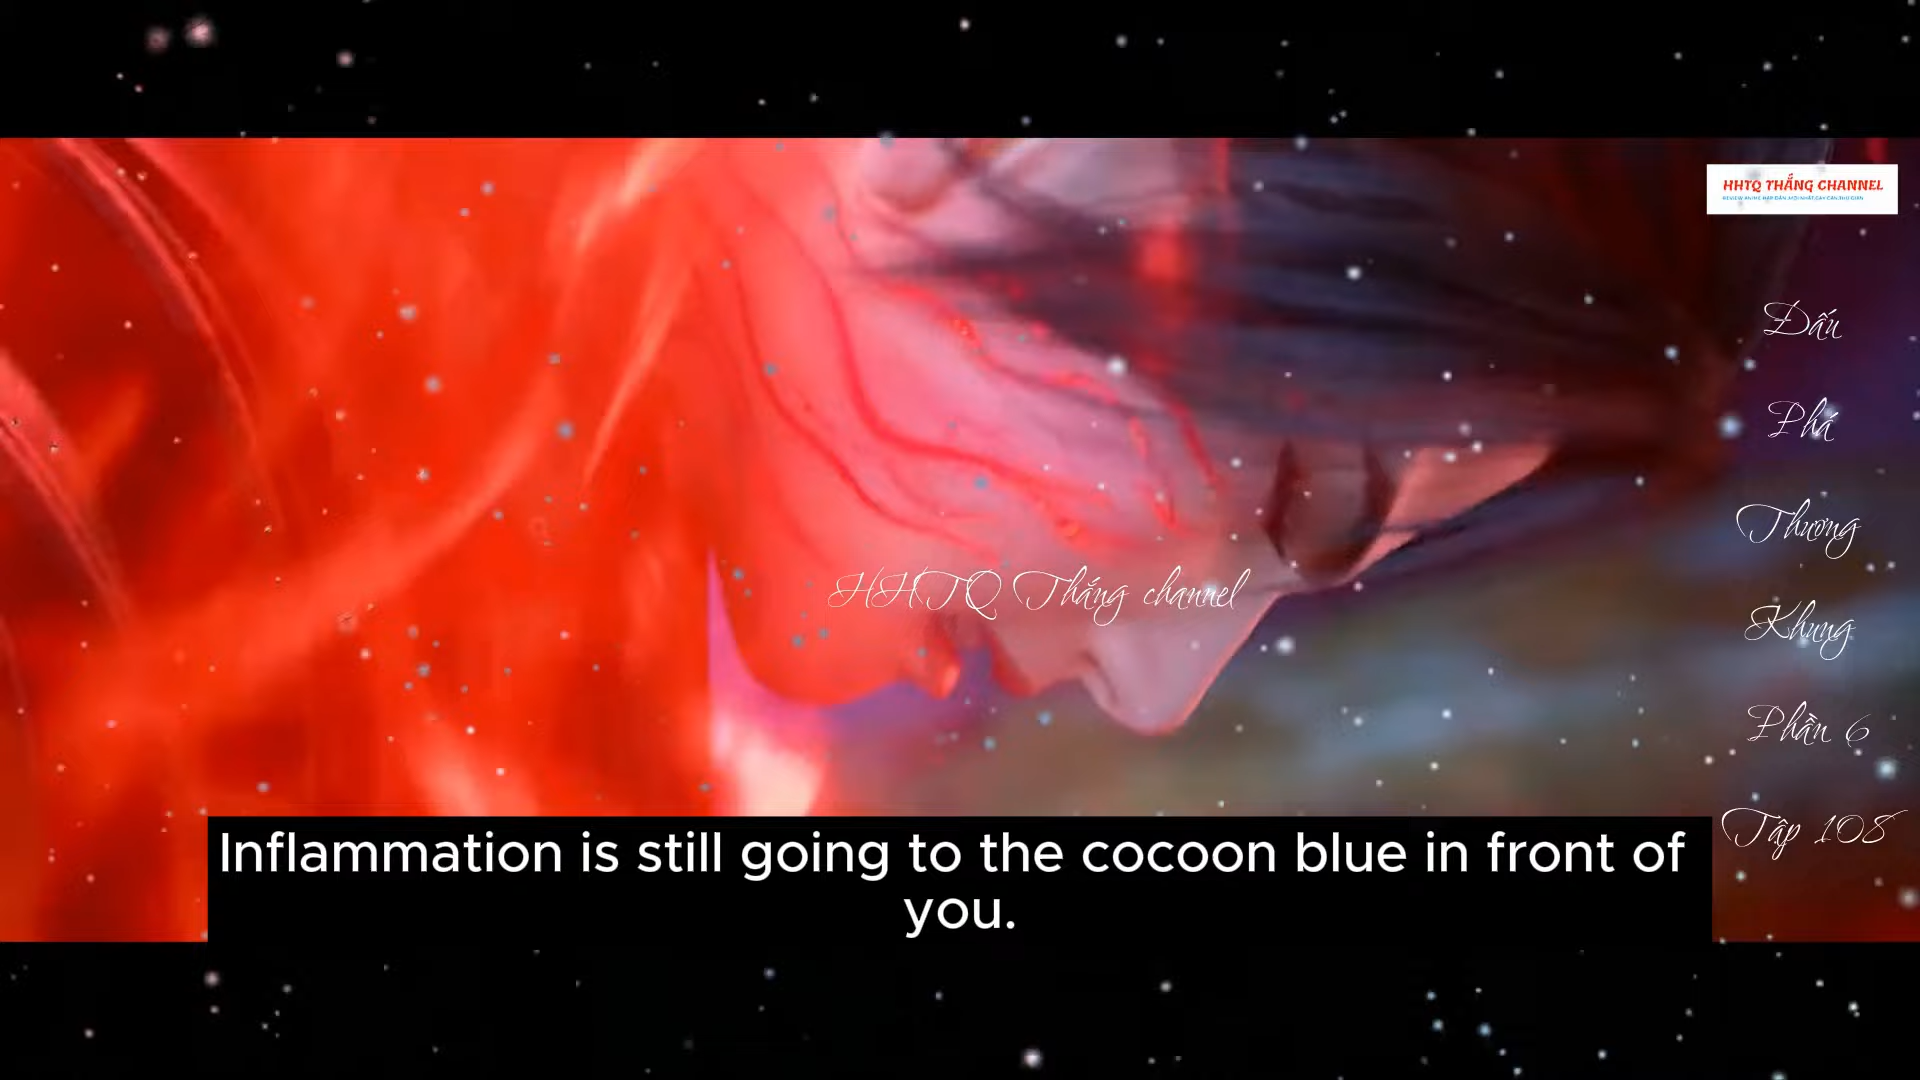 HHTQ THẮNG CHANNEL
Đấu
Phá
Thương
Khung
HHTQ Thắng channel
Phần 6
Tập 108
Inflammation is still going to the cocoon blue in front of
you.